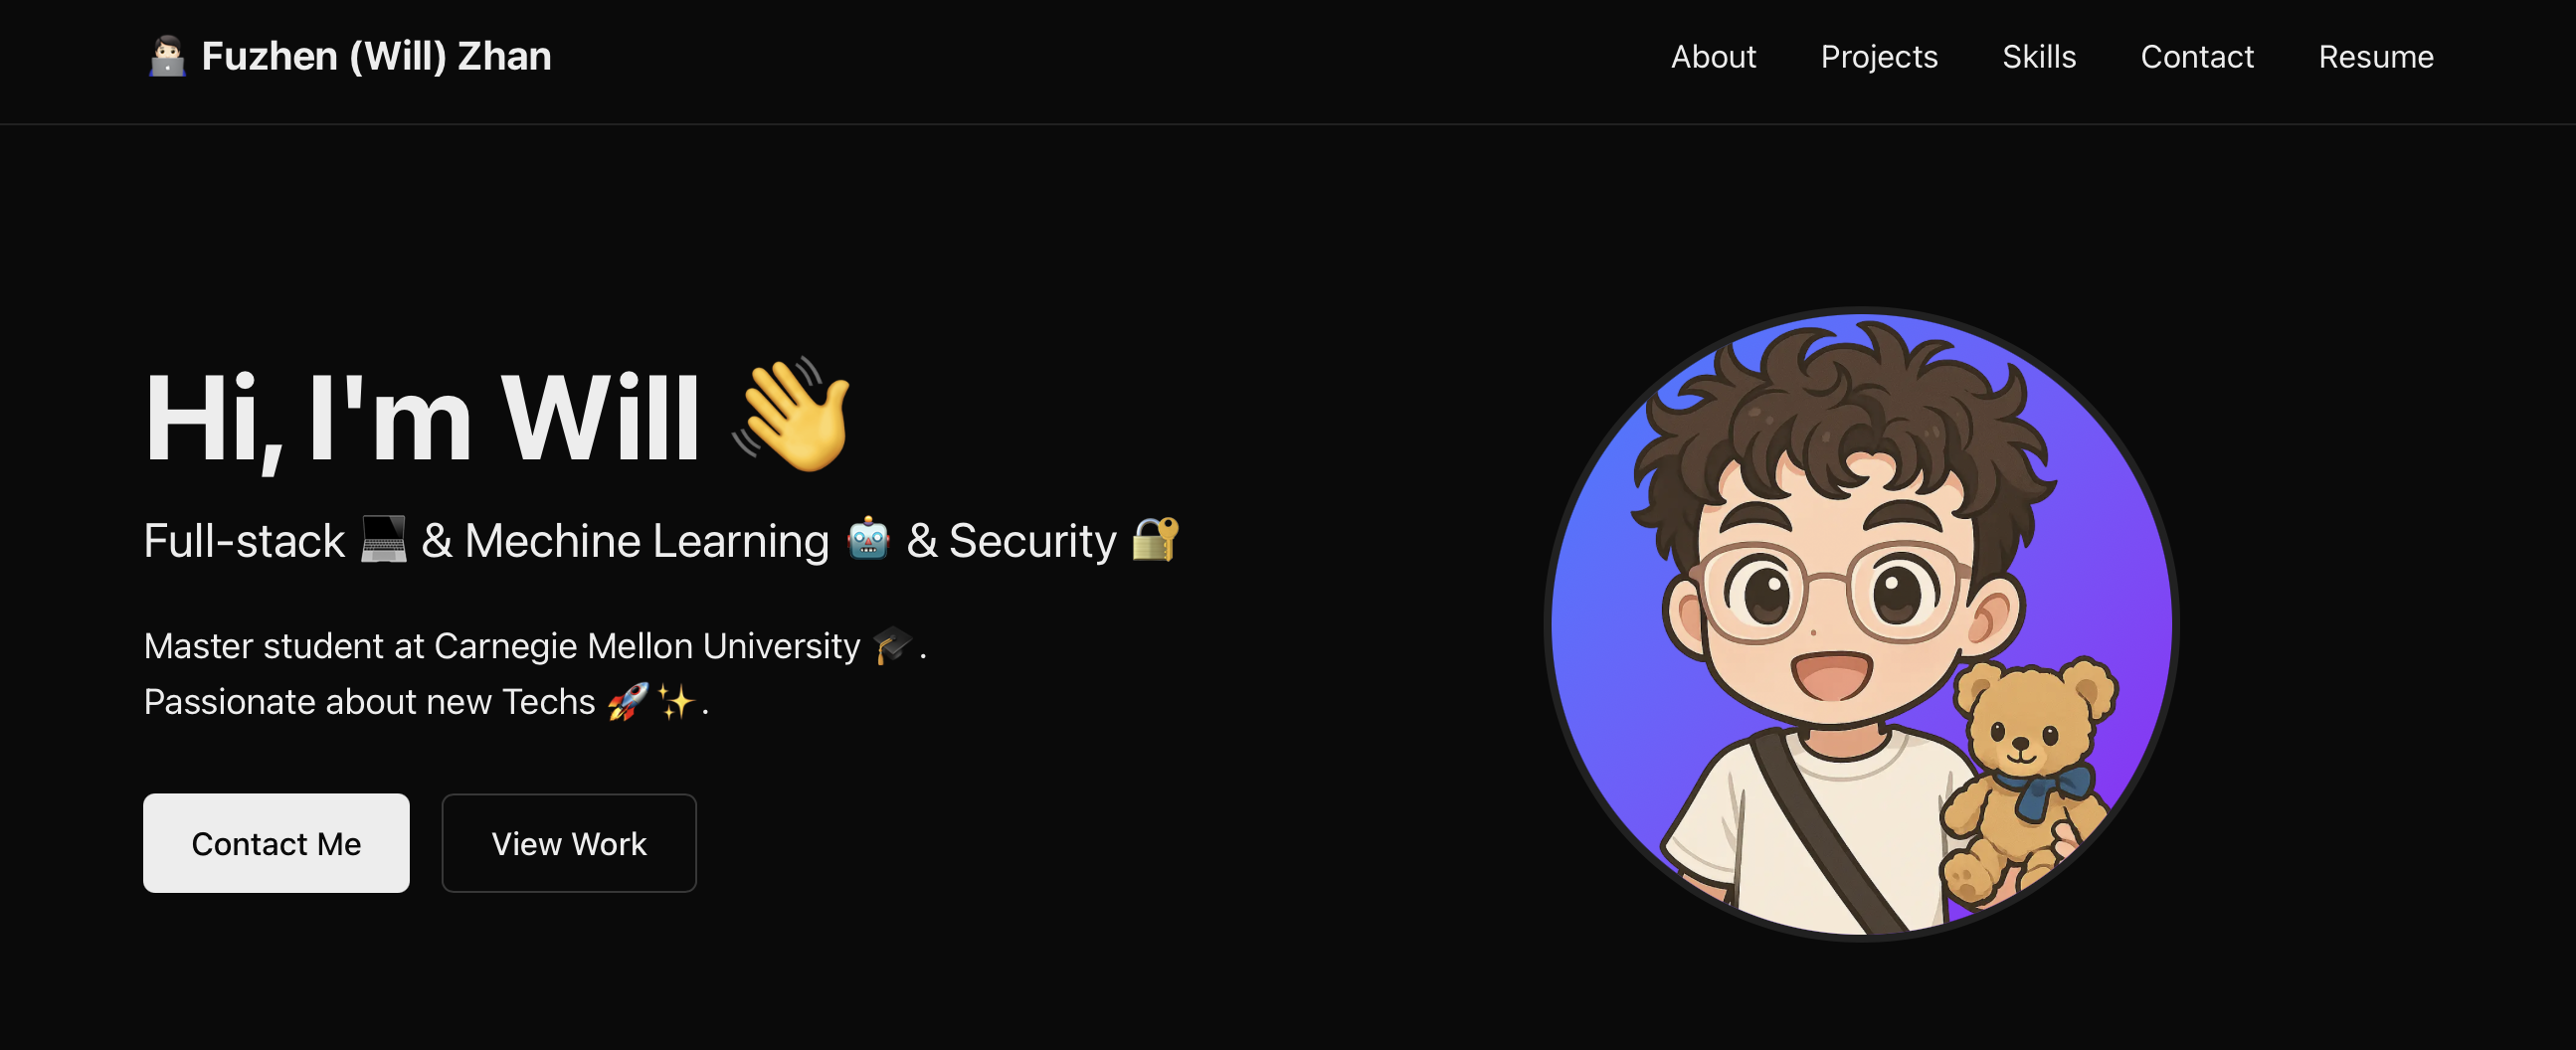 🧑🏻‍💻 Fuzhen (Will) Zhan
About Projects Skills Contact Resume
Hi, I'm Will 👋
Full-stack 💻 & Mechine Learning 🤖 & Security 🔐
Master student at Carnegie Mellon University 🎓.
Passionate about new Techs 🚀✨.
Contact Me
View Work